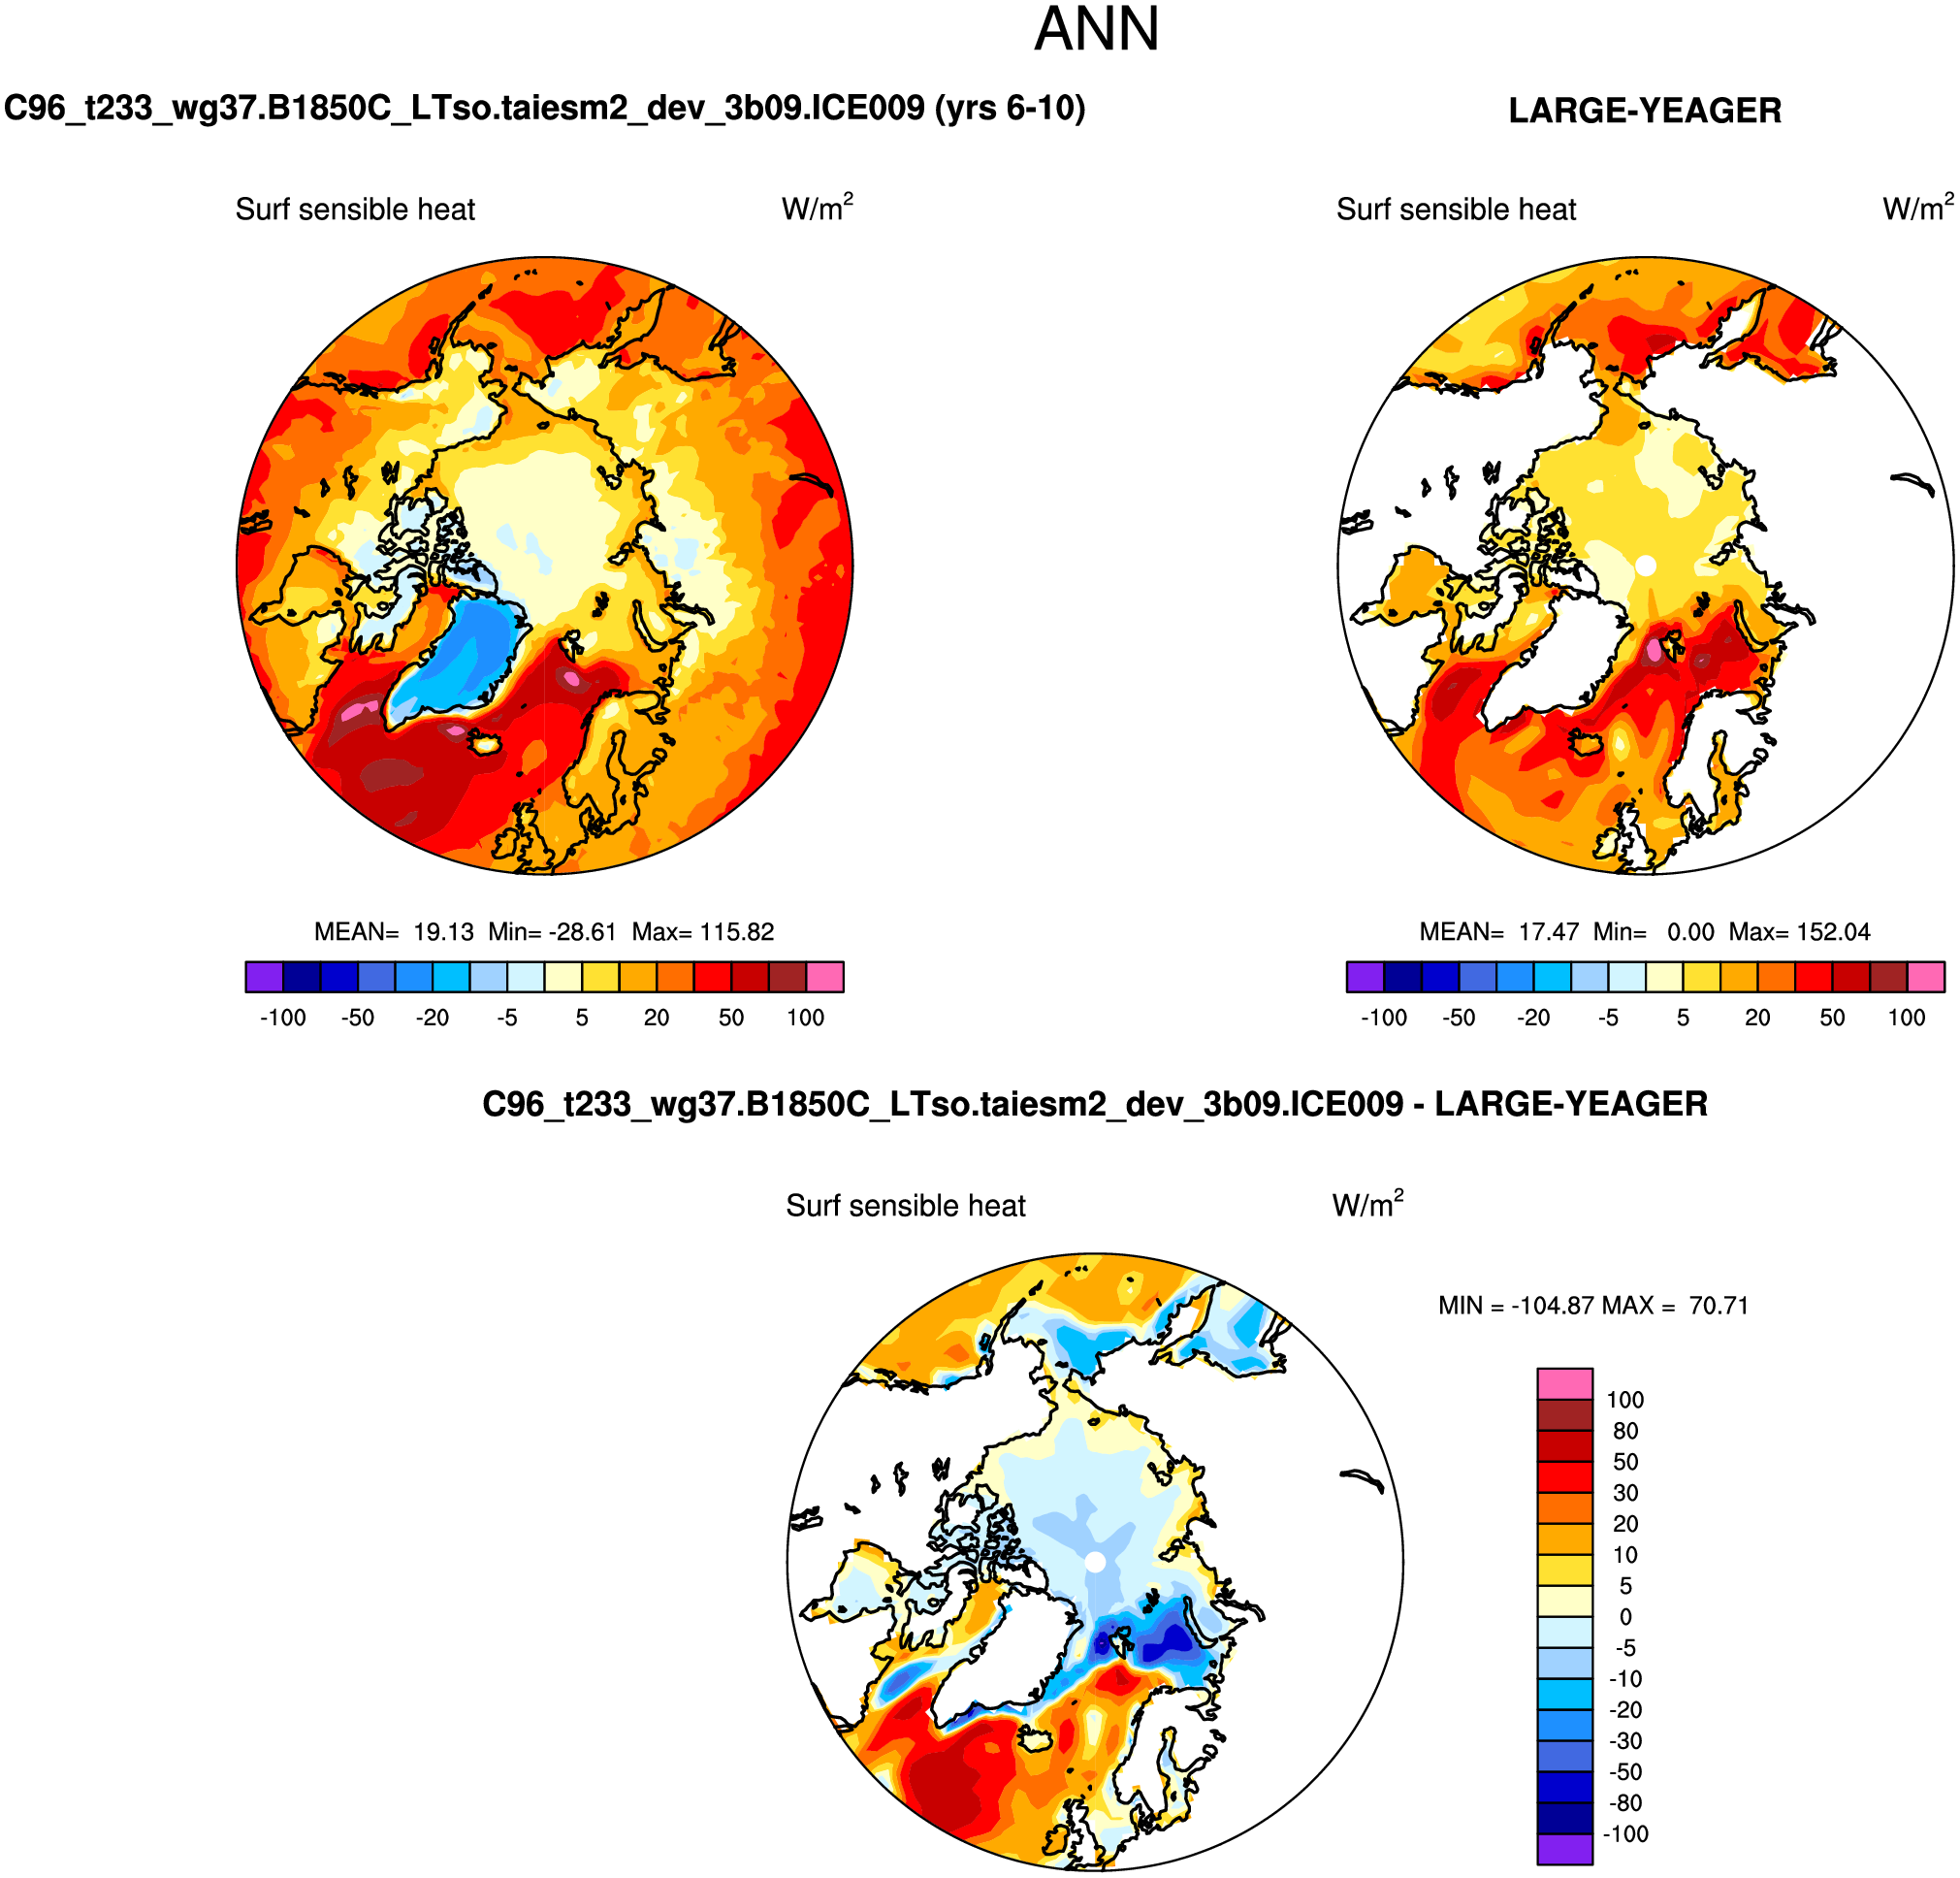 ANN
C96_t233_wg37.B1850C_LTso.taiesm2_dev_3b09.ICE009 (yrs 6-10)
LARGE-YEAGER
Surf sensible heat W/m2
Surf sensible heat W/m2
MEAN= 19.13 Min= -28.61 Max= 115.82
MEAN= 17.47 Min= 0.00 Max= 152.04
-100 -50 -20 -5 5 20 50 100
-100 -50 -20 -5 5 20 50 100
C96_t233_wg37.B1850C_LTso.taiesm2_dev_3b09.ICE009 - LARGE-YEAGER
Surf sensible heat W/m2
MIN = -104.87 MAX = 70.71
100
80
50
30
20
10
5
0
-5
-10
-20
-30
-50
-80
-100